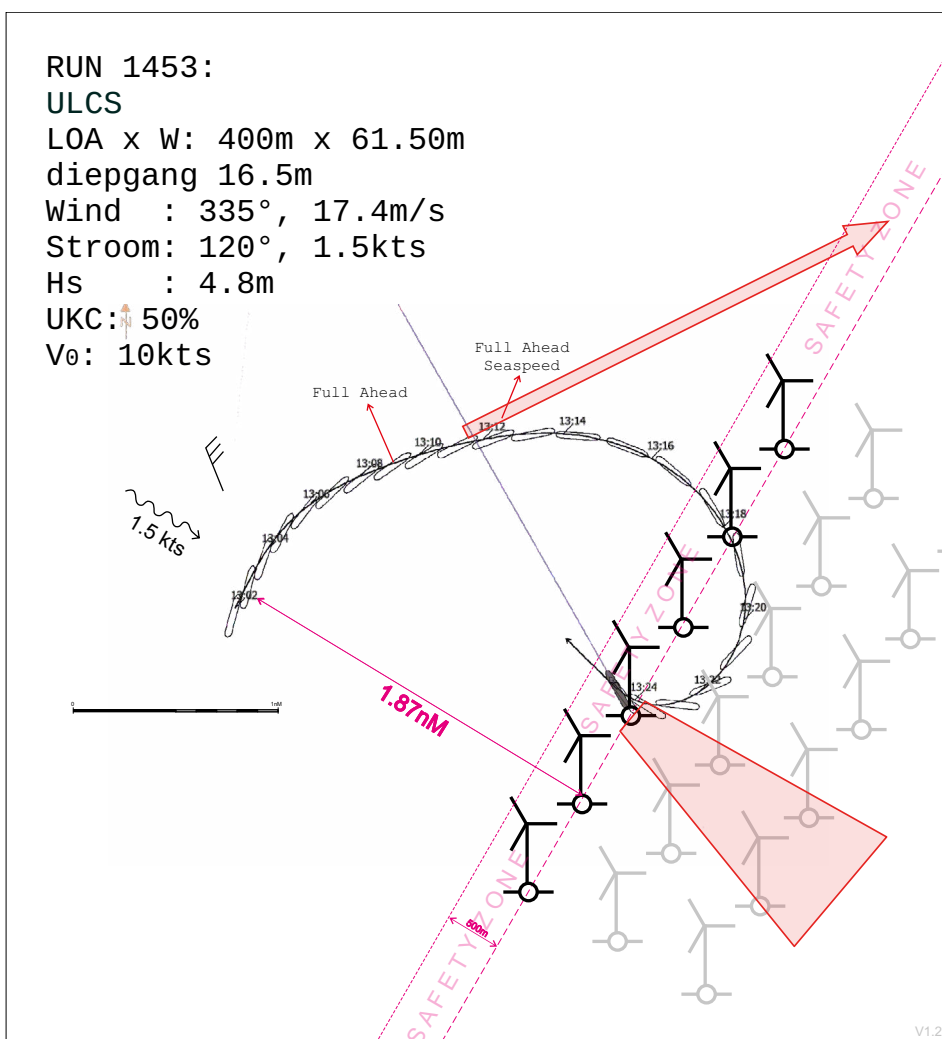 RUN 1453:
ULCS
LOA x W: 400m x 61.50m
diepgang 16.5m
Wind  : 335°, 17.4m/s
Stroom: 120°, 1.5kts
Hs    : 4.8m
UKC: 50%
N
V0: 10kts
SAFETY ZONE
Full Ahead
Seaspeed
Full Ahead
13:12
13:14
13:10
13:16
13:08
13:06
13:18
1.5 kts
13:04
SAFETY ZONE
13:02
13:20
13:22
13:24
1.87nM
0
1nM
SAFETY ZONE
500m
V1.2